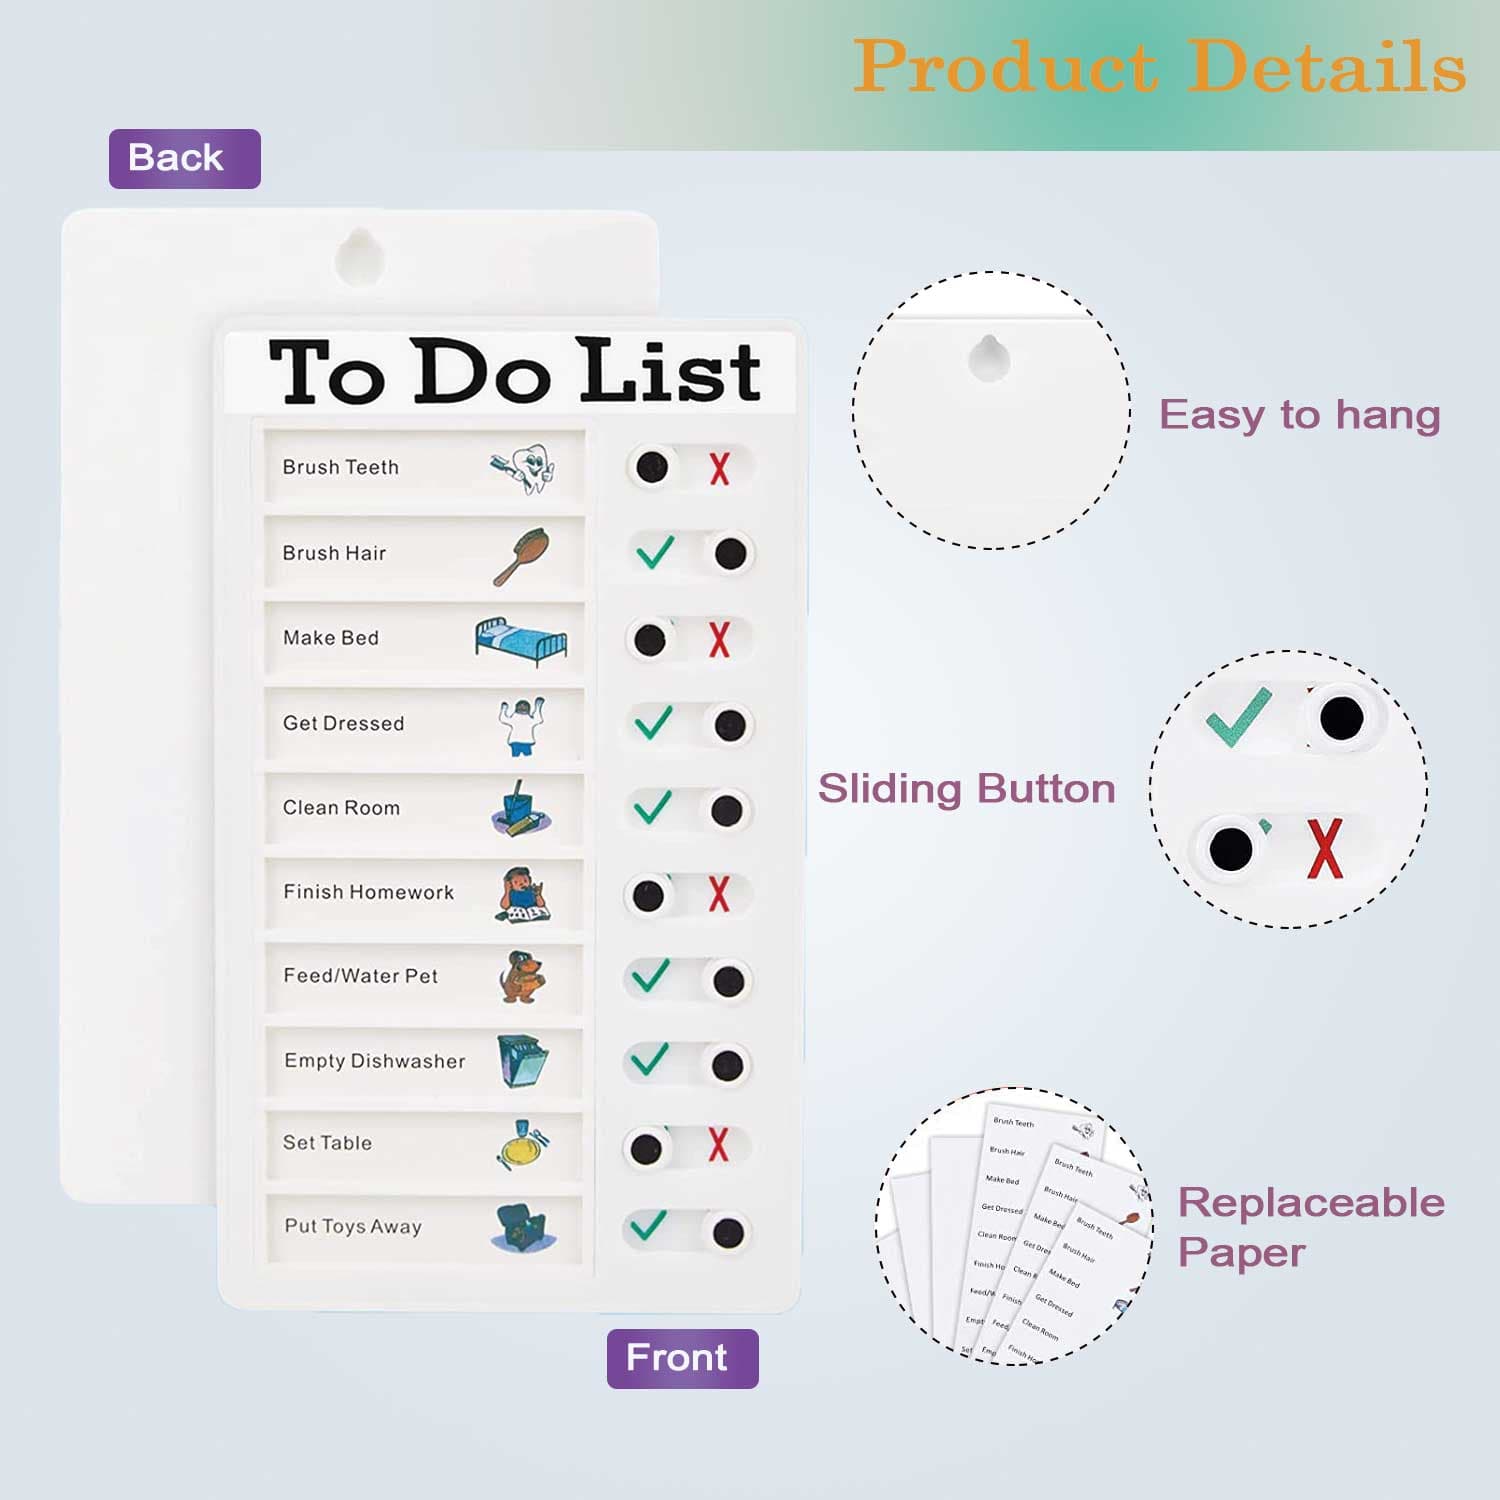 Product Details
Back
To Do List
Brush Teeth
X
Brush Hair
Make Bed
X
Get Dressed
Clean Room
Finish Homework
X
Feed/Water Pet
Empty Dishwasher
Set Table
X
Put Toys Away
Front
Easy to hang
Sliding Button
X
Brush Teeth
Brush Hair
Make Bed
Get Dressed
Clean Room
Finish Ho
Feed/W
Empt
Set
Brush Teeth
Brush Hair
Make Be
Get Dre
Clean R
Finish
Feed
Emp
Brush Teeth
Brush Hair
Make Bed
Get Dressed
Clean Room
Finish Ho
Replaceable
Paper